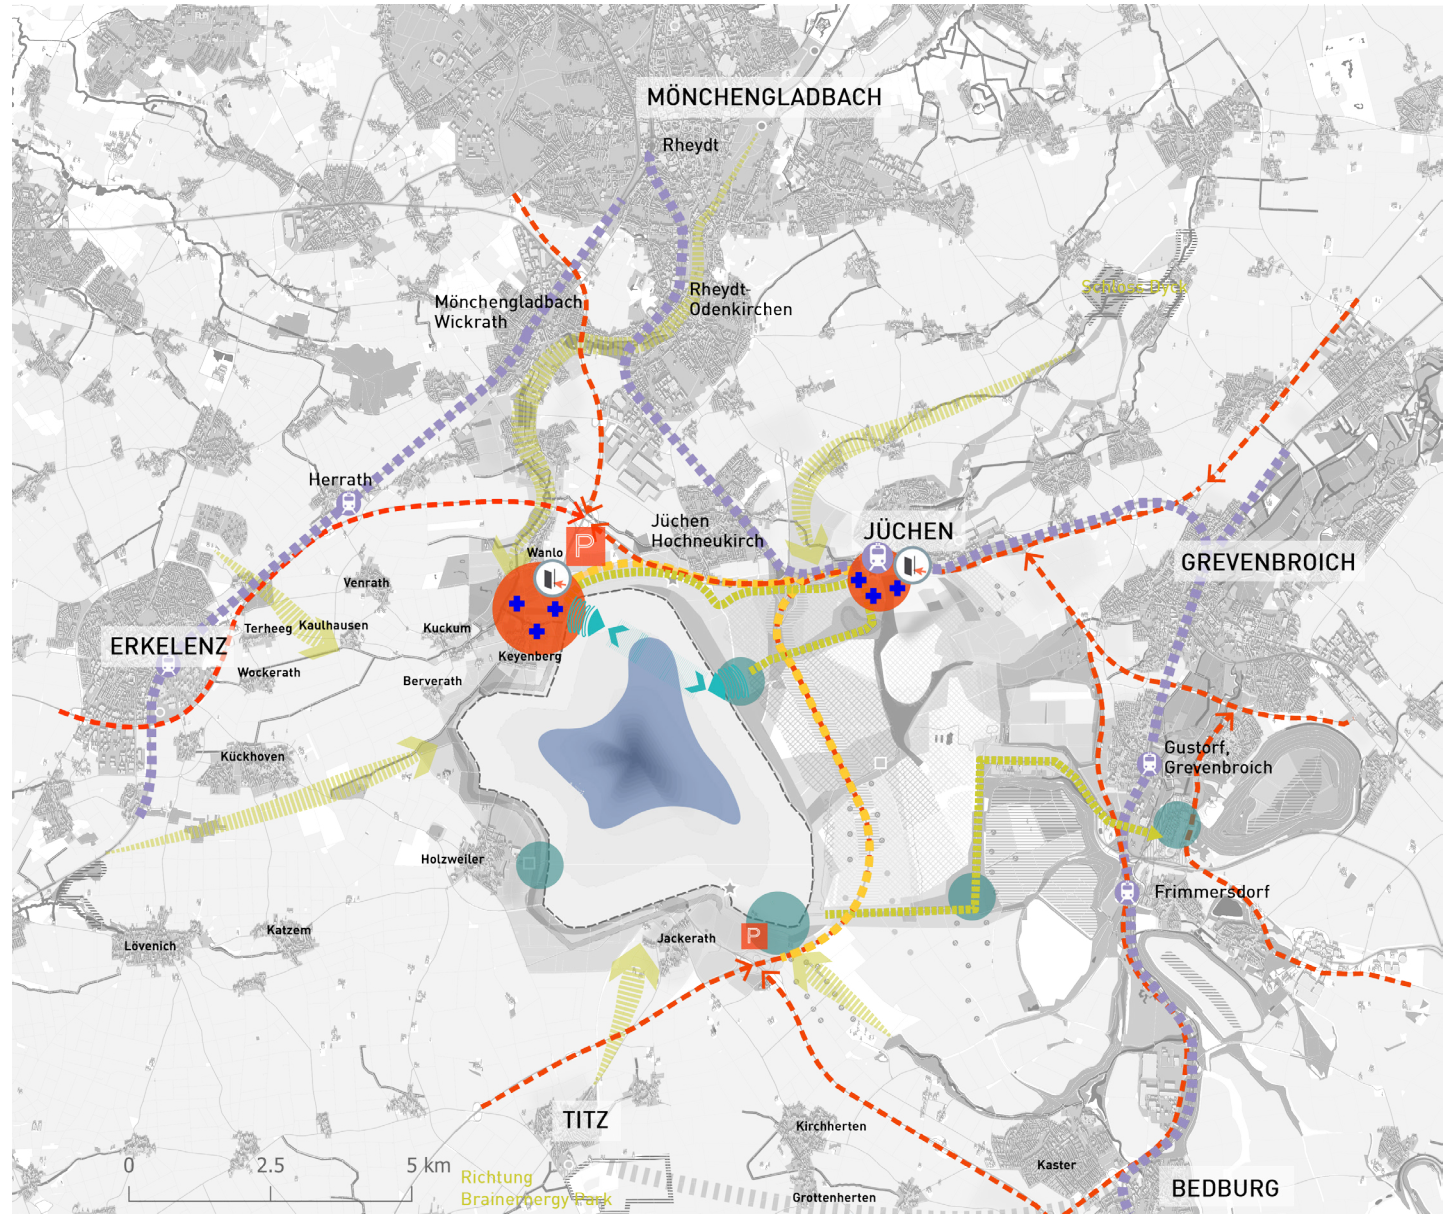 MÖNCHENGLADBACH
Rheydt
Schloss Dyck
Mönchengladbach
Wickrath
Rheydt-
Odenkirchen
Herrath
Jüchen
Hochneukirch
JÜCHEN
P
Wanlo
GREVENBROICH
Venrath
Terheeg
Kaulhausen
Kuckum
ERKELENZ
Keyenberg
Wockerath
Berverath
Kückhoven
Gustorf,
Grevenbroich
Holzweiler
Frimmersdorf
Katzem
Lövenich
Jackerath
P
TITZ
Kirchherten
Kaster
0 2.5 5 km
Richtung
Brainergergy Park
BEDBURG
Grottenherten